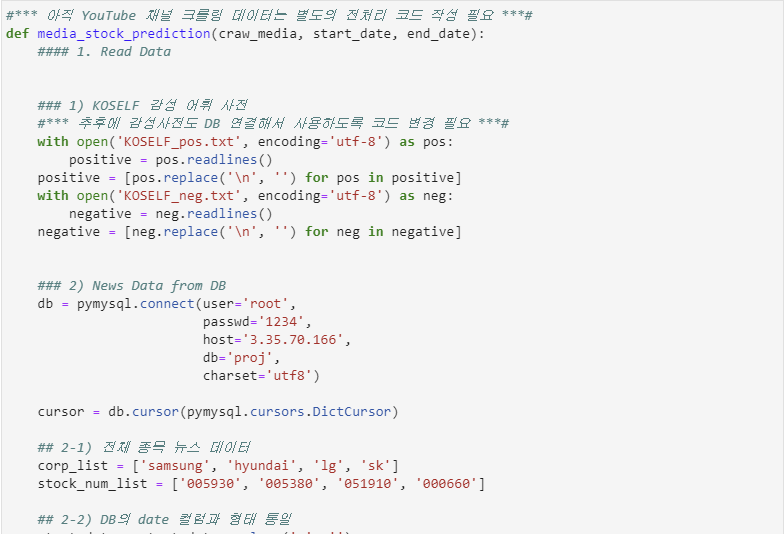 #*** 아직 YouTube 채널 크롤링 데이터는 별도의 전처리 코드 작성 필요 ***#
def media_stock_prediction(craw_media, start_date, end_date):
    #### 1. Read Data
    ### 1) KOSELF 감성 어휘 사전
    #*** 추후에 감성사전도 DB 연결해서 사용하도록 코드 변경 필요 ***#
    with open('KOSELF_pos.txt', encoding='utf-8') as pos:
        positive = pos.readlines()
    positive = [pos.replace('\n', '') for pos in positive]
    with open('KOSELF_neg.txt', encoding='utf-8') as neg:
        negative = neg.readlines()
    negative = [neg.replace('\n', '') for neg in negative]
    ### 2) News Data from DB
    db = pymysql.connect(user='root',
                         passwd='1234',
                         host='3.35.70.166',
                         db='proj',
                         charset='utf8')
    cursor = db.cursor(pymysql.cursors.DictCursor)
    ## 2-1) 전체 종목 뉴스 데이터
    corp_list = ['samsung', 'hyundai', 'lg', 'sk']
    stock_num_list = ['005930', '005380', '051910', '000660']
    ## 2-2) DB의 date 컬럼과 형태 통일